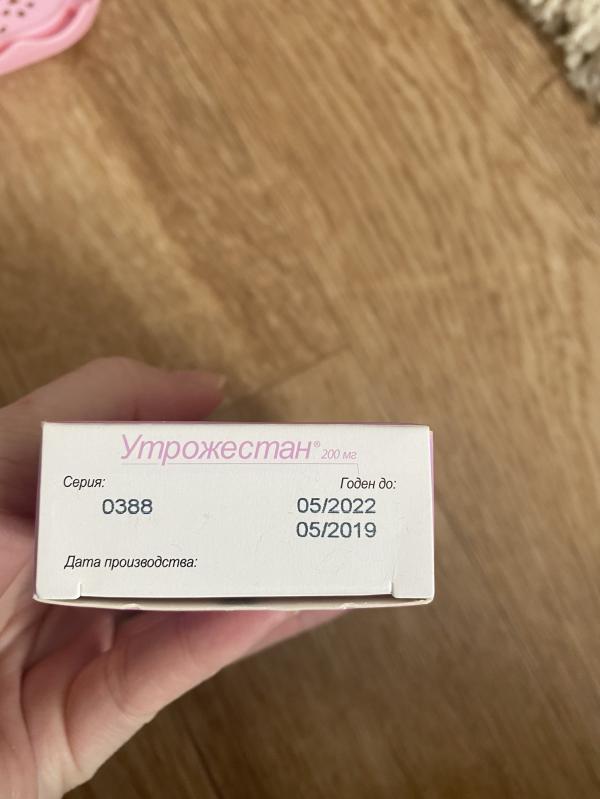 Утрожестан® 200 мг
Серия: Годен до:
0388 05/2022
05/2019
Дата производства: